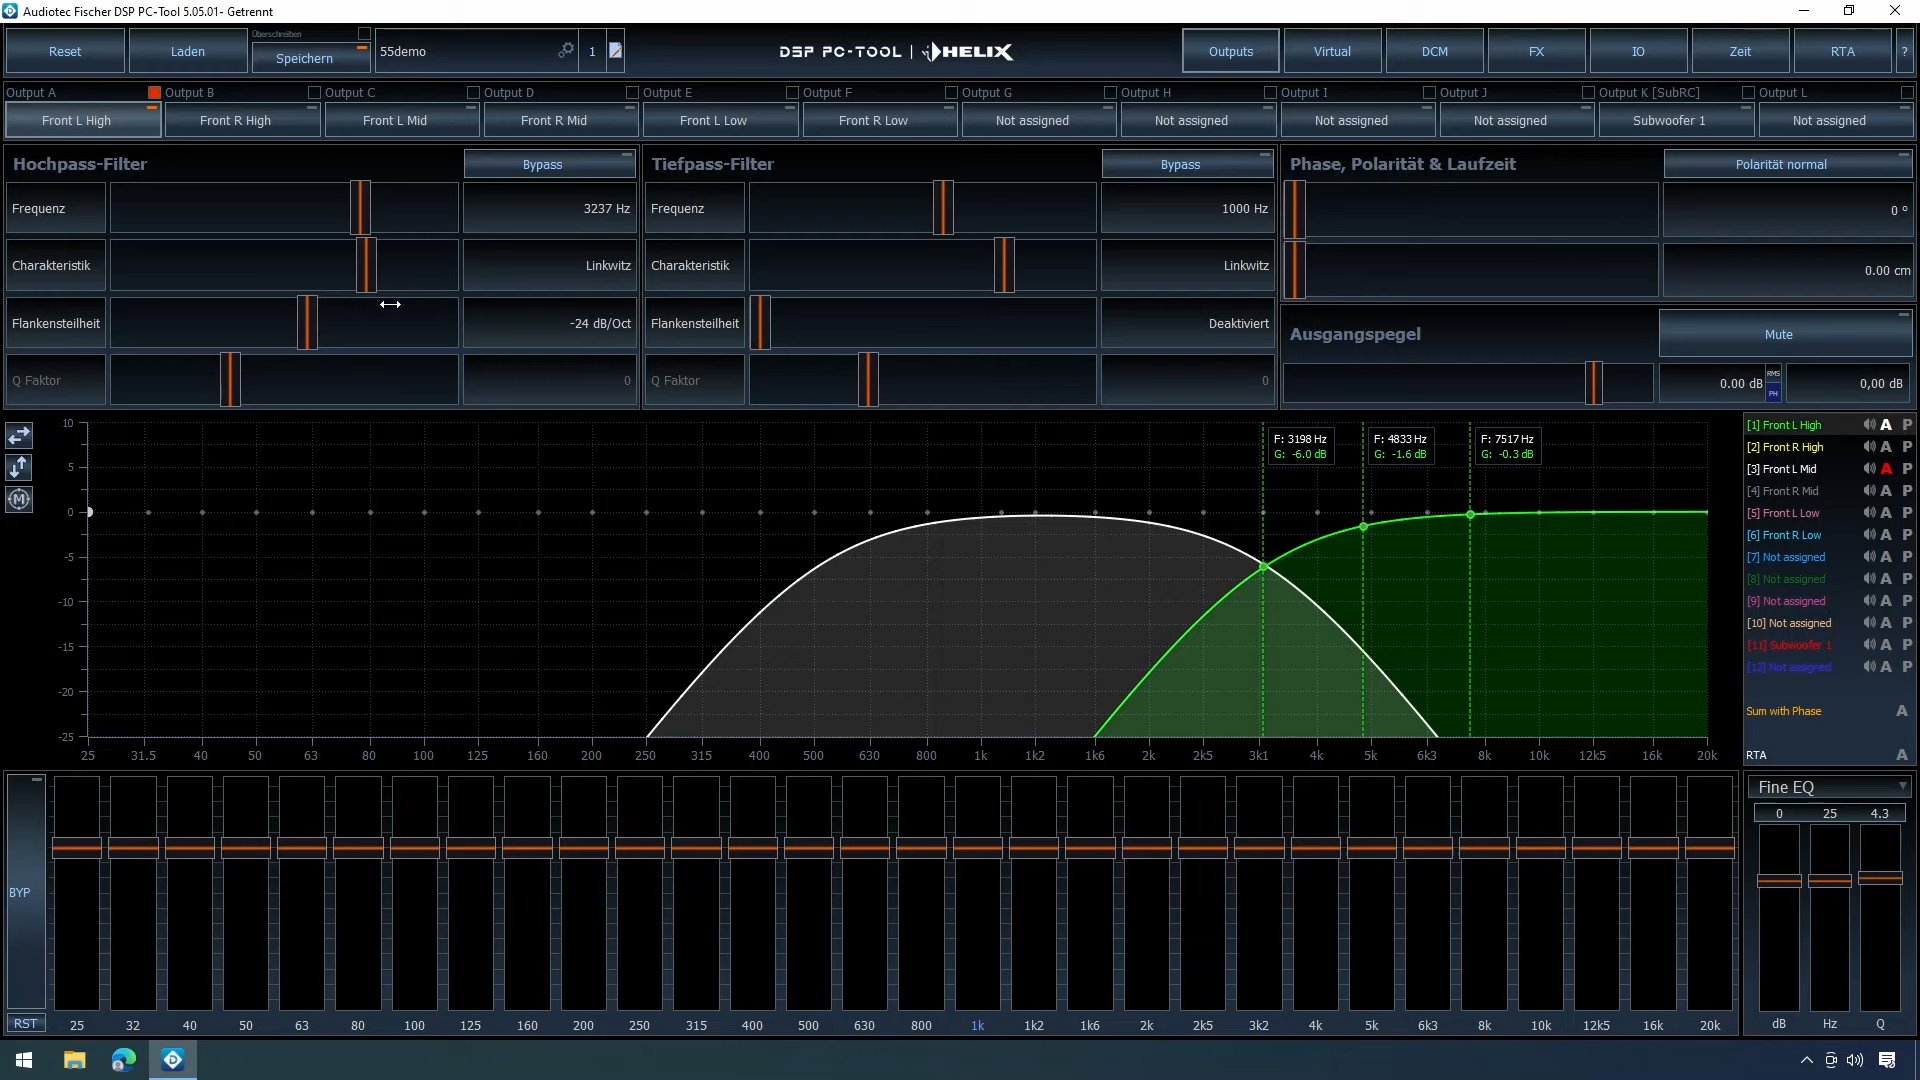 Audiotec Fischer DSP PC-Tool 5.05.01- Getrennt
Reset
Laden
Überschreiben
Speichern
55demo
1
DSP PC-TOOL | HELIX
Outputs
Virtual
DCM
FX
IO
Zeit
RTA
?
Output A
Output B
Output C
Output D
Output E
Output F
Output G
Output H
Output I
Output J
Output K [SubRC]
Output L
Front L High
Front R High
Front L Mid
Front R Mid
Front L Low
Front R Low
Not assigned
Not assigned
Not assigned
Not assigned
Subwoofer 1
Not assigned
Hochpass-Filter
Bypass
Frequenz
3237 Hz
Charakteristik
Linkwitz
Flankensteilheit
-24 dB/Oct
Q Faktor
0
Tiefpass-Filter
Bypass
Frequenz
1000 Hz
Charakteristik
Linkwitz
Flankensteilheit
Deaktiviert
Q Faktor
0
Phase, Polarität & Laufzeit
Polarität normal
0 °
0.00 cm
Ausgangspegel
Mute
0.00 dB
RMS
PH
0,00 dB
M
10
5
0
-5
-10
-15
-20
-25
F: 3198 Hz
G: -6.0 dB
F: 4833 Hz
G: -1.6 dB
F: 7517 Hz
G: -0.3 dB
25 31.5 40 50 63 80 100 125 160 200 250 315 400 500 630 800 1k 1k2 1k6 2k 2k5 3k1 4k 5k 6k3 8k 10k 12k5 16k 20k
[1] Front L High A P
[2] Front R High A P
[3] Front L Mid A P
[4] Front R Mid A P
[5] Front L Low A P
[6] Front R Low A P
[7] Not assigned A P
[8] Not assigned A P
[9] Not assigned A P
[10] Not assigned A P
[11] Subwoofer 1 A P
[12] Not assigned A P
Sum with Phase A
RTA A
BYP
RST
25 32 40 50 63 80 100 125 160 200 250 315 400 500 630 800 1k 1k2 1k6 2k 2k5 3k2 4k 5k 6k3 8k 10k 12k5 16k 20k
Fine EQ
0 25 4.3
dB Hz Q